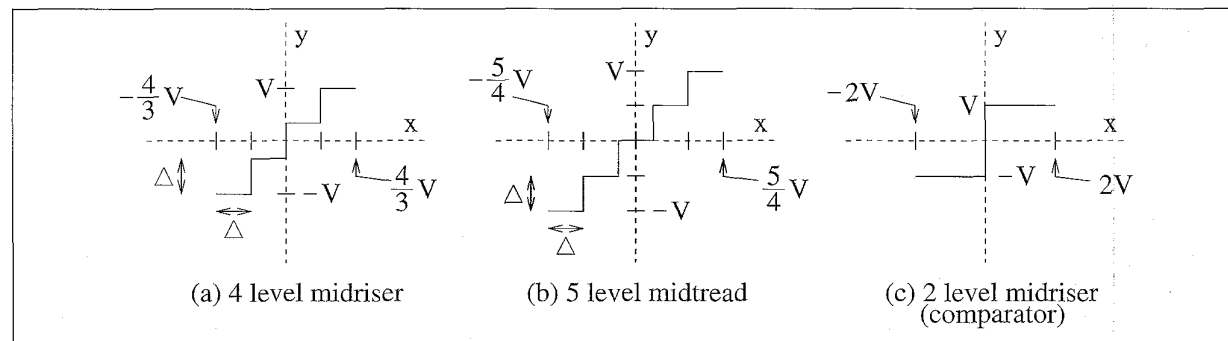 y
V
-4/3 V
x
Δ
-V
4/3 V
Δ
(a) 4 level midriser
y
V
-5/4 V
x
Δ
-V
5/4 V
Δ
(b) 5 level midtread
y
-2V
V
x
-V
2V
(c) 2 level midriser
(comparator)